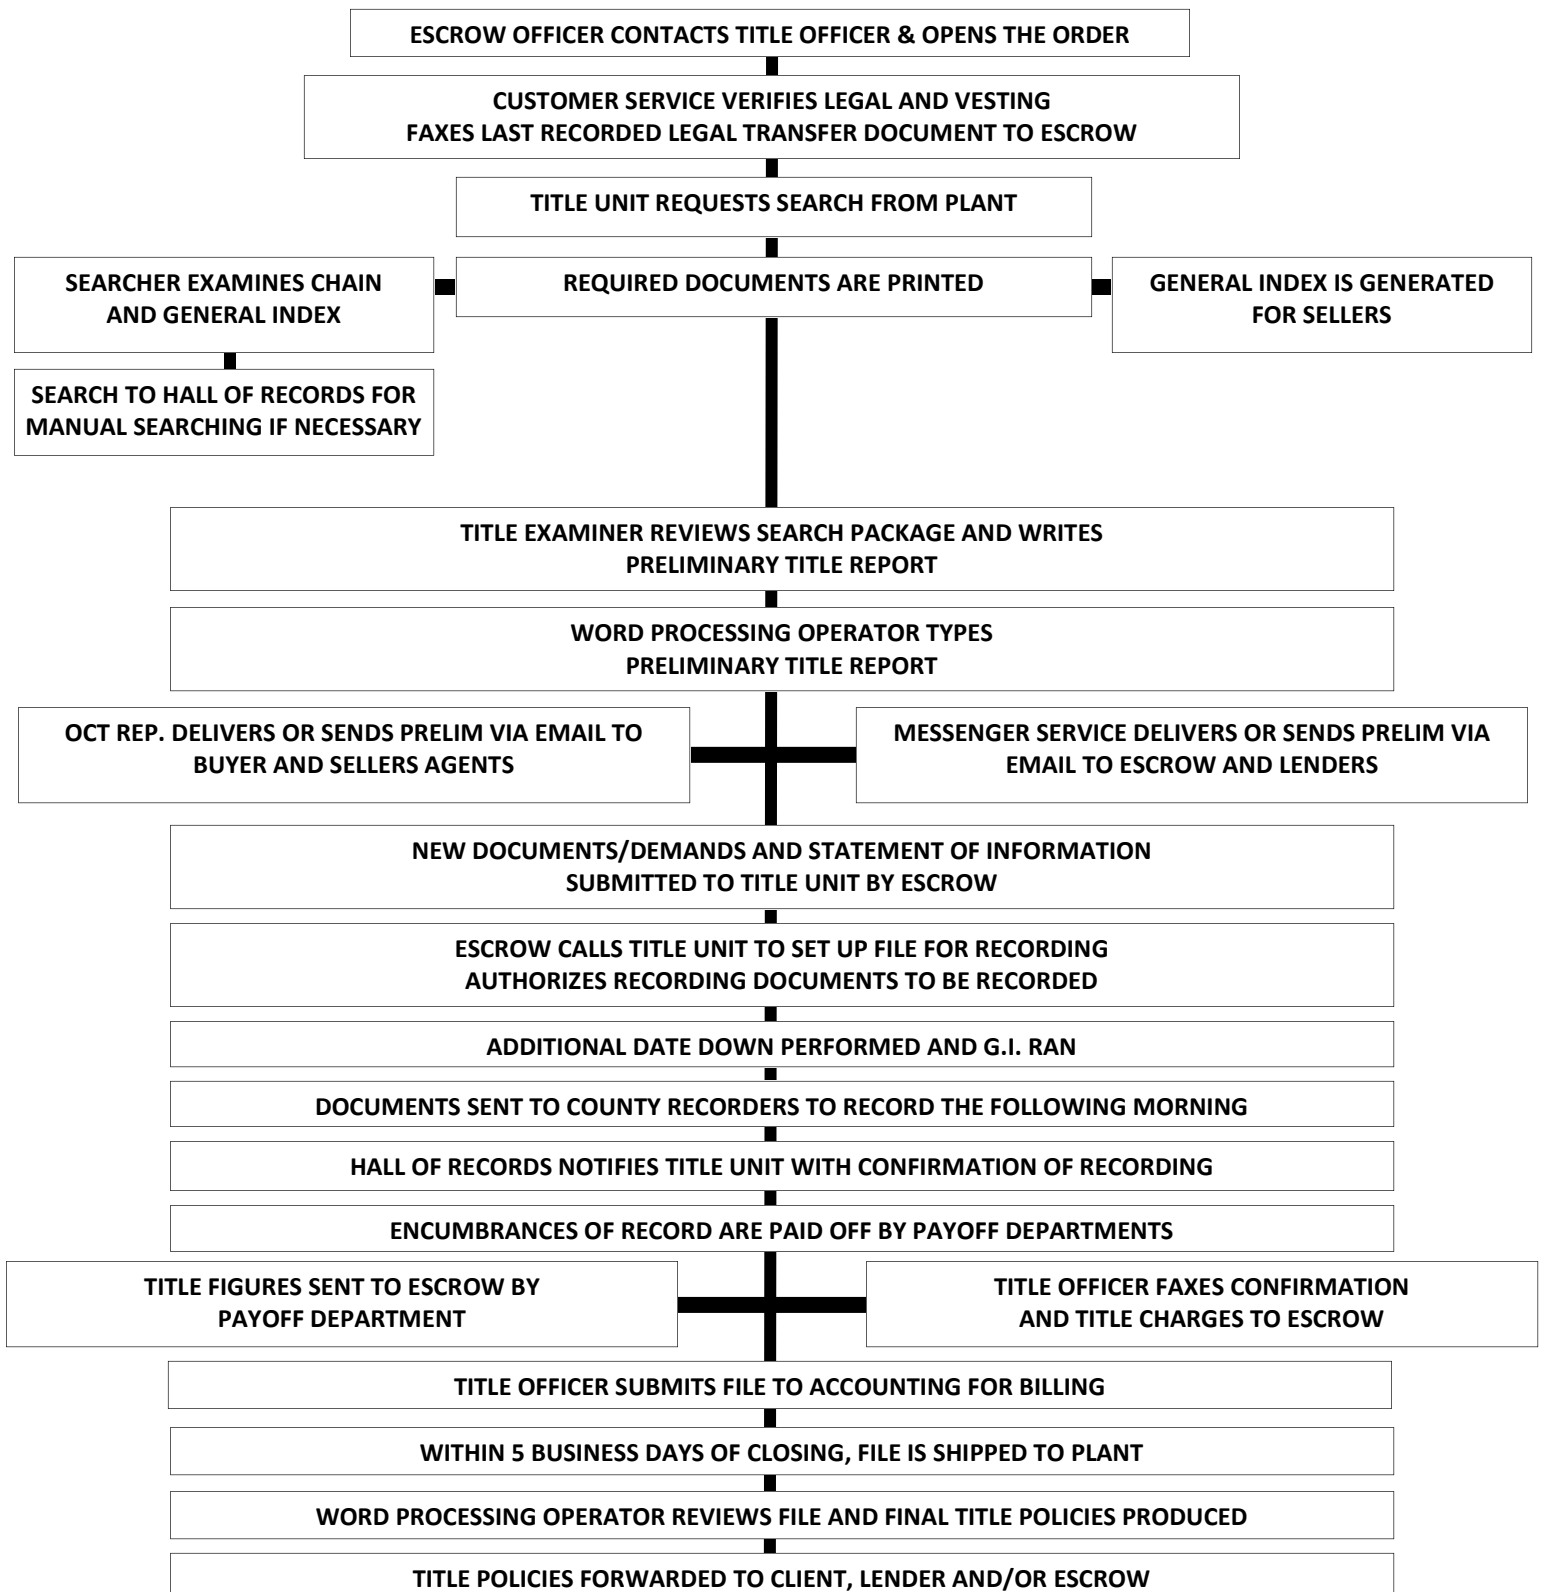 ESCROW OFFICER CONTACTS TITLE OFFICER & OPENS THE ORDER
CUSTOMER SERVICE VERIFIES LEGAL AND VESTING
FAXES LAST RECORDED LEGAL TRANSFER DOCUMENT TO ESCROW
TITLE UNIT REQUESTS SEARCH FROM PLANT
SEARCHER EXAMINES CHAIN
AND GENERAL INDEX
REQUIRED DOCUMENTS ARE PRINTED
GENERAL INDEX IS GENERATED
FOR SELLERS
SEARCH TO HALL OF RECORDS FOR
MANUAL SEARCHING IF NECESSARY
TITLE EXAMINER REVIEWS SEARCH PACKAGE AND WRITES
PRELIMINARY TITLE REPORT
WORD PROCESSING OPERATOR TYPES
PRELIMINARY TITLE REPORT
OCT REP. DELIVERS OR SENDS PRELIM VIA EMAIL TO
BUYER AND SELLERS AGENTS
MESSENGER SERVICE DELIVERS OR SENDS PRELIM VIA
EMAIL TO ESCROW AND LENDERS
NEW DOCUMENTS/DEMANDS AND STATEMENT OF INFORMATION
SUBMITTED TO TITLE UNIT BY ESCROW
ESCROW CALLS TITLE UNIT TO SET UP FILE FOR RECORDING
AUTHORIZES RECORDING DOCUMENTS TO BE RECORDED
ADDITIONAL DATE DOWN PERFORMED AND G.I. RAN
DOCUMENTS SENT TO COUNTY RECORDERS TO RECORD THE FOLLOWING MORNING
HALL OF RECORDS NOTIFIES TITLE UNIT WITH CONFIRMATION OF RECORDING
ENCUMBRANCES OF RECORD ARE PAID OFF BY PAYOFF DEPARTMENTS
TITLE FIGURES SENT TO ESCROW BY
PAYOFF DEPARTMENT
TITLE OFFICER FAXES CONFIRMATION
AND TITLE CHARGES TO ESCROW
TITLE OFFICER SUBMITS FILE TO ACCOUNTING FOR BILLING
WITHIN 5 BUSINESS DAYS OF CLOSING, FILE IS SHIPPED TO PLANT
WORD PROCESSING OPERATOR REVIEWS FILE AND FINAL TITLE POLICIES PRODUCED
TITLE POLICIES FORWARDED TO CLIENT, LENDER AND/OR ESCROW